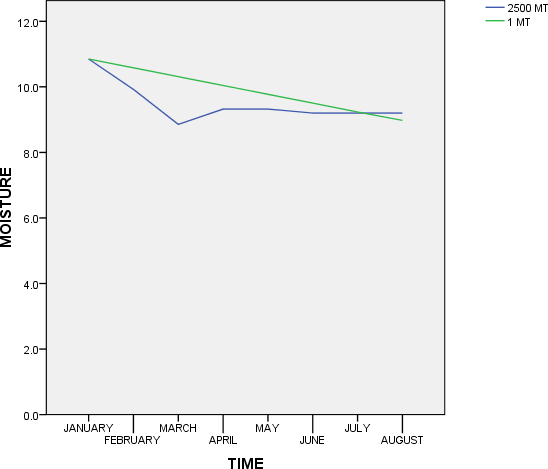 2500 MT
1 MT
12.0
10.0
8.0
6.0
4.0
2.0
0.0
MOISTURE
JANUARY
FEBRUARY
MARCH
APRIL
MAY
JUNE
JULY
AUGUST
TIME